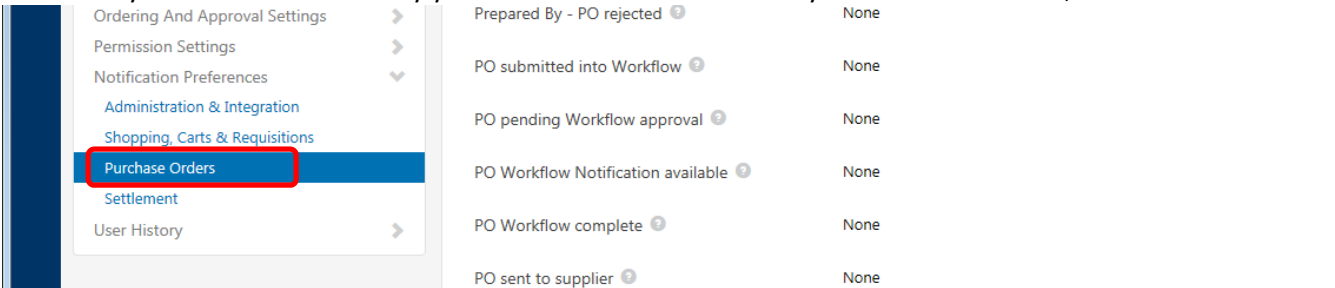 Ordering And Approval Settings
Permission Settings
Notification Preferences
Administration & Integration
Shopping, Carts & Requisitions
Purchase Orders
Settlement
User History
Prepared By - PO rejected ? None
PO submitted into Workflow ? None
PO pending Workflow approval ? None
PO Workflow Notification available ? None
PO Workflow complete ? None
PO sent to supplier ? None